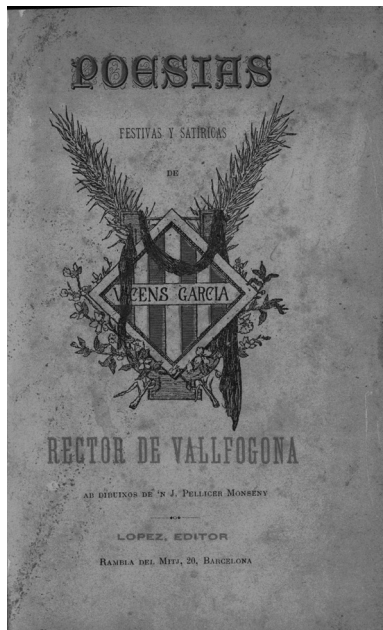 POESIAS
FESTIVAS Y SATÍRICAS
DE
VICENS GARCIA
RECTOR DE VALLFOGONA
AB DIBUIXOS DE 'N J. PELLICER MONSENY
LOPEZ, EDITOR
RAMBLA DEL MITJ, 20, BARCELONA